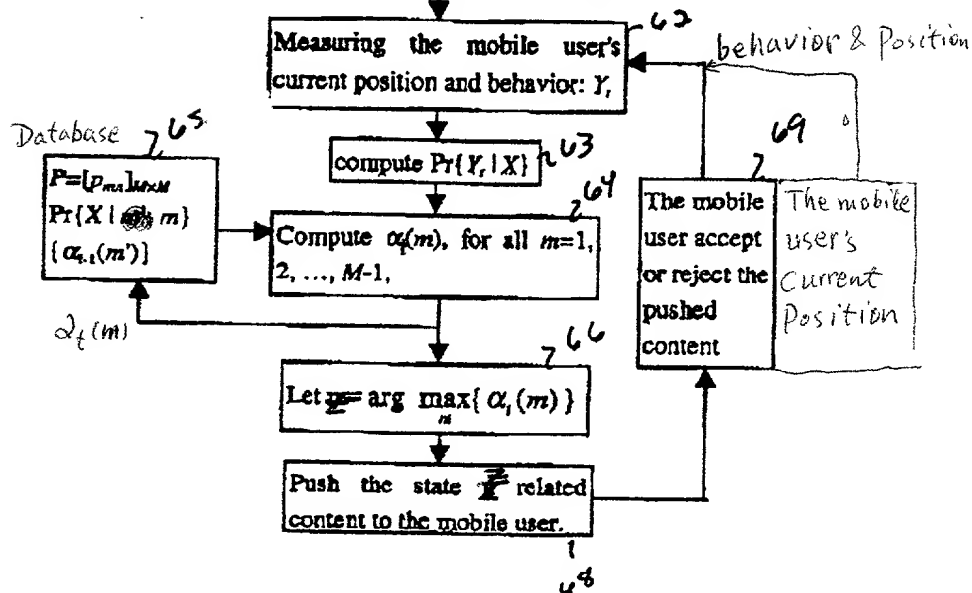 62
Measuring the mobile user's
current position and behavior: Yt
behavior & Position
Database
65
P=[pmn]M×M
Pr{X | m}
{αt-1(m')}
compute Pr{Yt | X}
63
64
Compute αt(m), for all m=1,
2, ..., M-1,
αt(m)
69
The mobile
user accept
or reject the
pushed
content
The mobile
user's
Current
Position
66
Let = arg max{ αt(m) }
m
Push the state related
content to the mobile user.
68